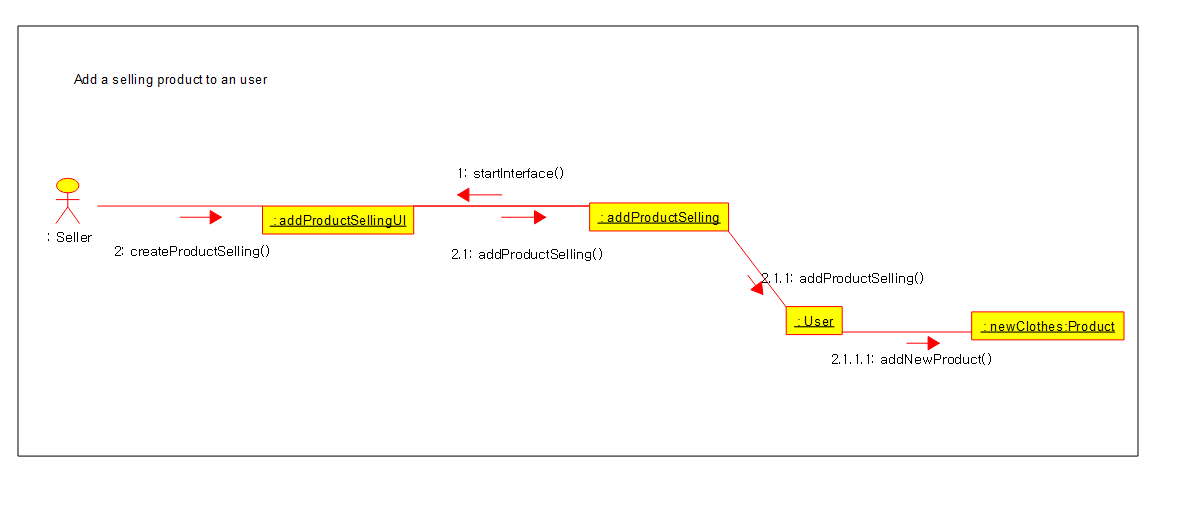 Add a selling product to an user
1: startInterface()
: addProductSellingUI
: addProductSelling
: Seller
2: createProductSelling()
2.1: addProductSelling()
2.1.1: addProductSelling()
: User
: newClothes:Product
2.1.1.1: addNewProduct()